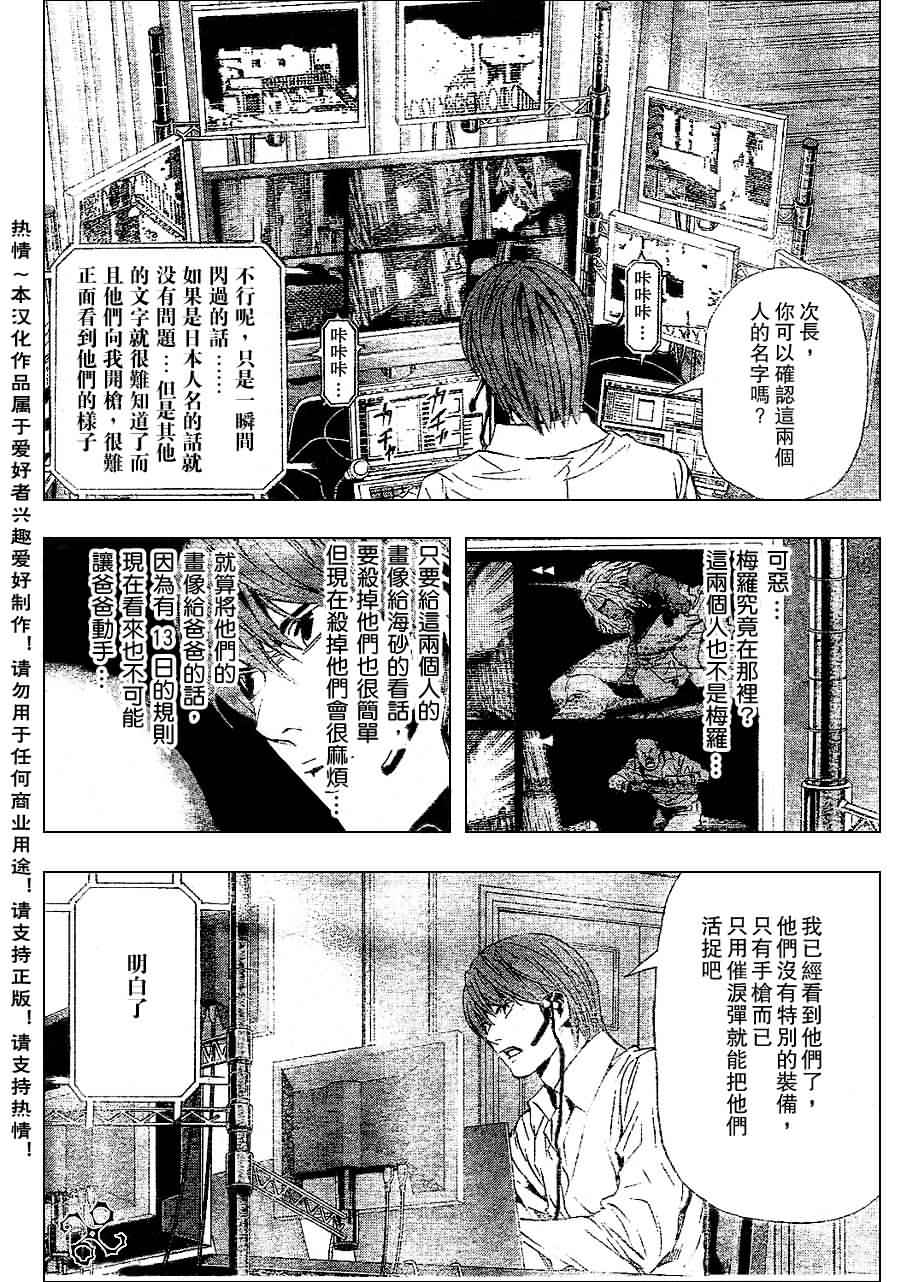 次長，
你可以確認這兩個
人的名字嗎？
咔咔咔…
咔咔咔…
ガチャ
ガチャ
不行呢，只是一瞬間
閃過的話……
如果是日本人名的話就
沒有問題…但是其他
的文字就很難知道了而
且他們向我開槍，很難
正面看到他們的樣子
可惡…
梅羅究竟在那裡？
這兩個人也不是梅羅…
只要給這兩個人的
畫像給海砂的看話，
要殺掉他們也很簡單
但現在殺掉他們會很麻煩…
就算將他們的
畫像給爸爸的話，
因為有13日的規則
現在看來也不可能
讓爸爸動手…
我已經看到他們了，
他們沒有特別的裝備，
只有手槍而已
只用催淚彈就能把他們
活捉吧
明白了
热情～本汉化作品属于爱好者兴趣爱好制作！请勿用于任何商业用途！请支持正版！请支持热情！